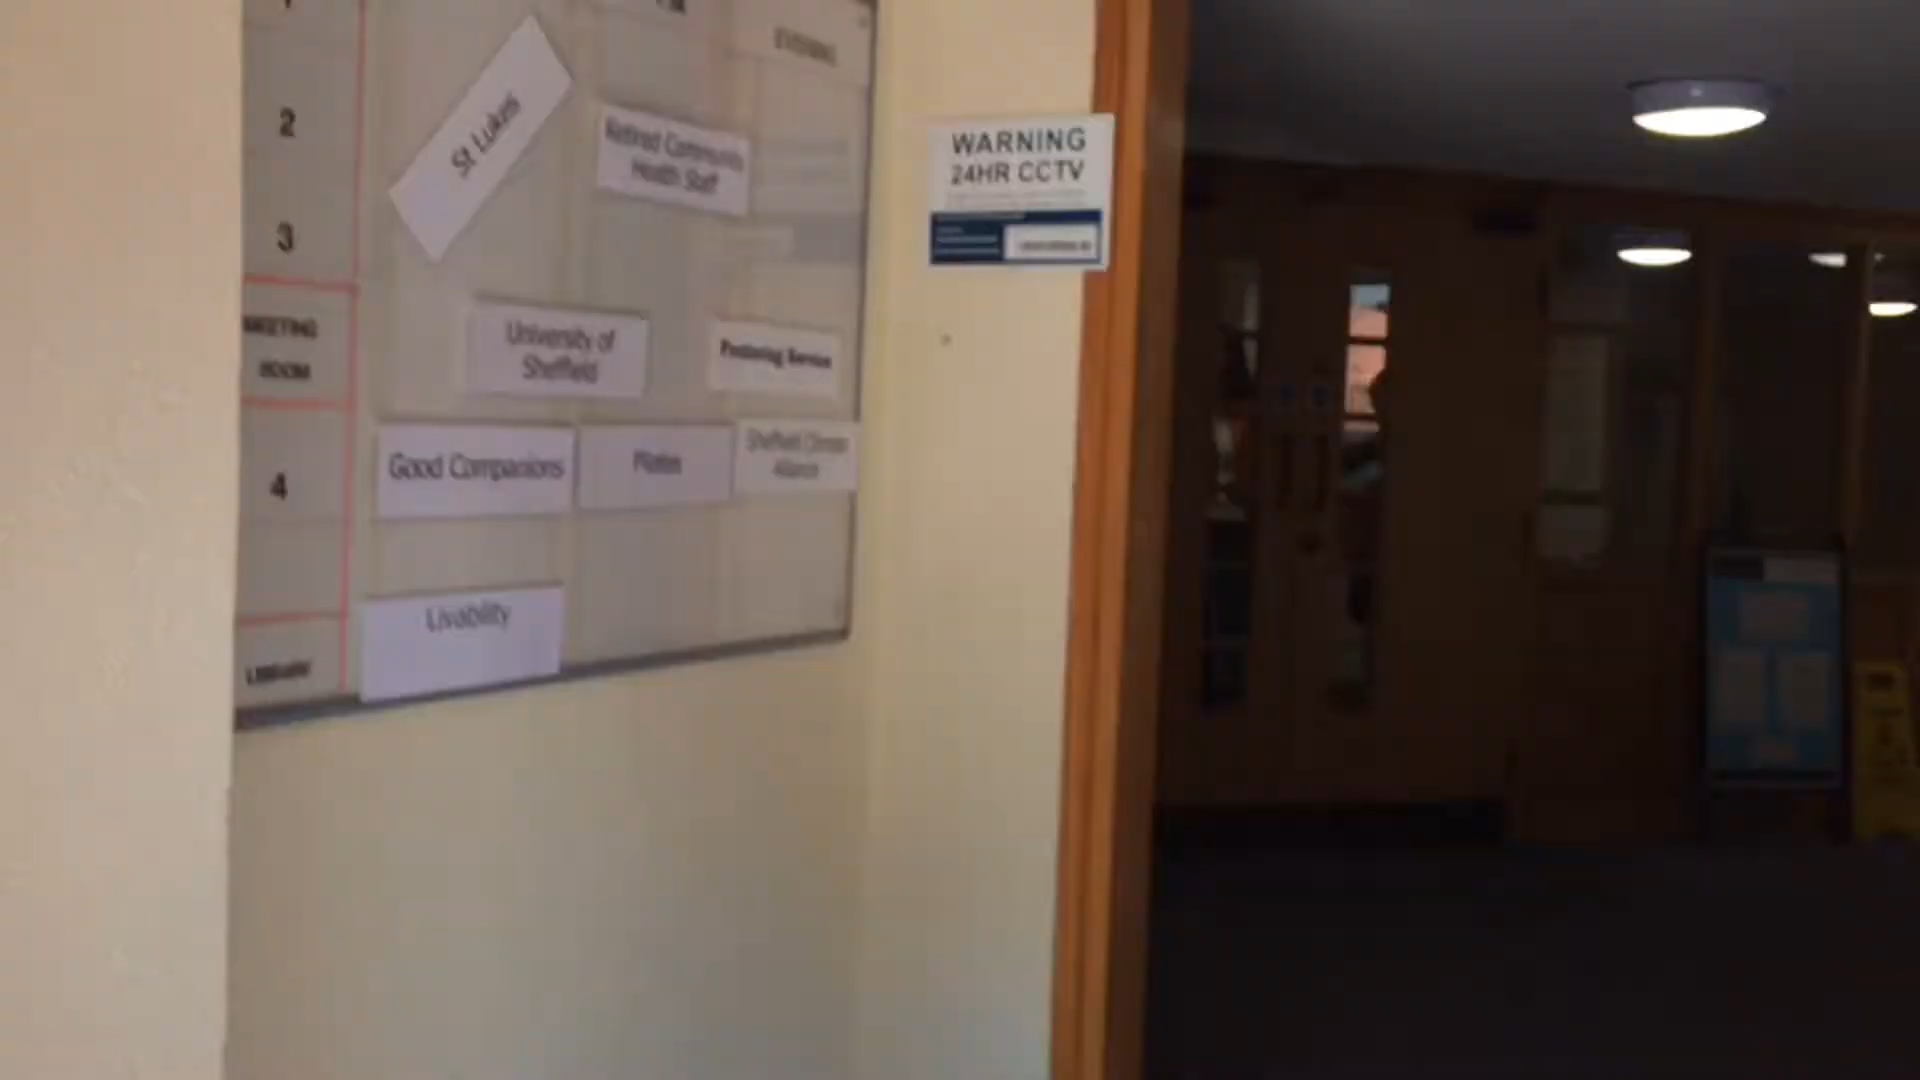 EVENING
2
St Lukes
Retired Community
Health Staff
WARNING
24HR CCTV
3
MEETING
ROOM
University of
Sheffield
Fostering Service
4
Good Companions
Pilates
Sheffield Climate
Alliance
Livability
LIBRARY